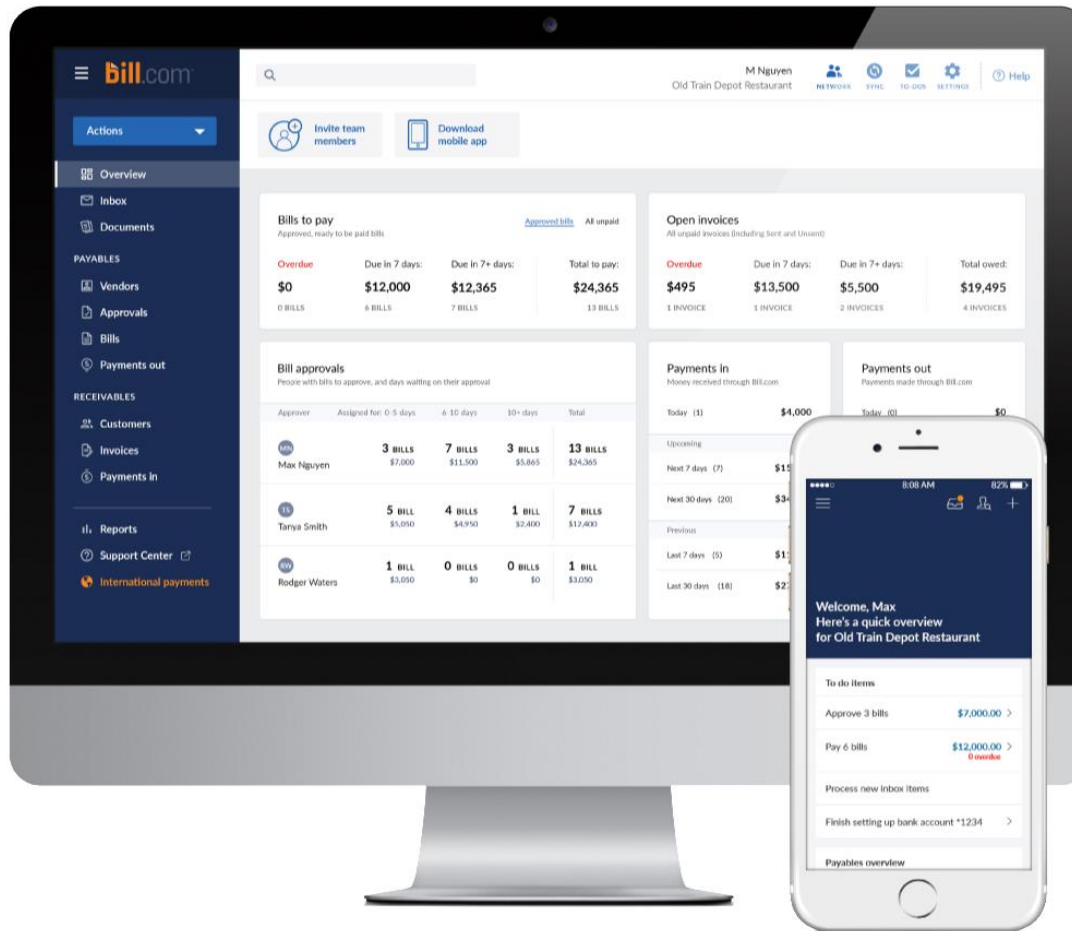 bill.com
M Nguyen
Old Train Depot Restaurant
NETWORK
SYNC
TO-DOS
SETTINGS
Help
Actions
Invite team
members
Download
mobile app
Overview
Inbox
Documents
PAYABLES
Vendors
Approvals
Bills
Payments out
RECEIVABLES
Customers
Invoices
Payments in
Reports
Support Center
International payments
Bills to pay
Approved bills All unpaid
Approved, ready to be paid bills
Overdue Due in 7 days: Due in 7+ days: Total to pay:
$0 $12,000 $12,365 $24,365
0 BILLS 6 BILLS 7 BILLS 13 BILLS
Open invoices
All unpaid invoices (including Sent and Unsent)
Overdue Due in 7 days: Due in 7+ days: Total owed:
$495 $13,500 $5,500 $19,495
1 INVOICE 1 INVOICE 2 INVOICES 4 INVOICES
Bill approvals
People with bills to approve, and days waiting on their approval
Approver Assigned for: 0-5 days 6-10 days 10+ days Total
MN
Max Nguyen
3 BILLS 7 BILLS 3 BILLS 13 BILLS
$7,000 $11,500 $5,865 $24,365
TS
Tanya Smith
5 BILL 4 BILLS 1 BILL 7 BILLS
$5,050 $4,950 $2,400 $12,400
RW
Rodger Waters
1 BILL 0 BILLS 0 BILLS 1 BILL
$3,050 $0 $0 $3,050
Payments in
Money received through Bill.com
Today (1) $4,000
Upcoming
Next 7 days (7)
Next 30 days (20)
Previous
Last 7 days (5)
Last 30 days (18)
Payments out
Payments made through Bill.com
Today (0) $0
8:08 AM 82%
Welcome, Max
Here's a quick overview
for Old Train Depot Restaurant
To do items
Approve 3 bills $7,000.00
Pay 6 bills $12,000.00
0 overdue
Process new inbox items
Finish setting up bank account *1234
Payables overview